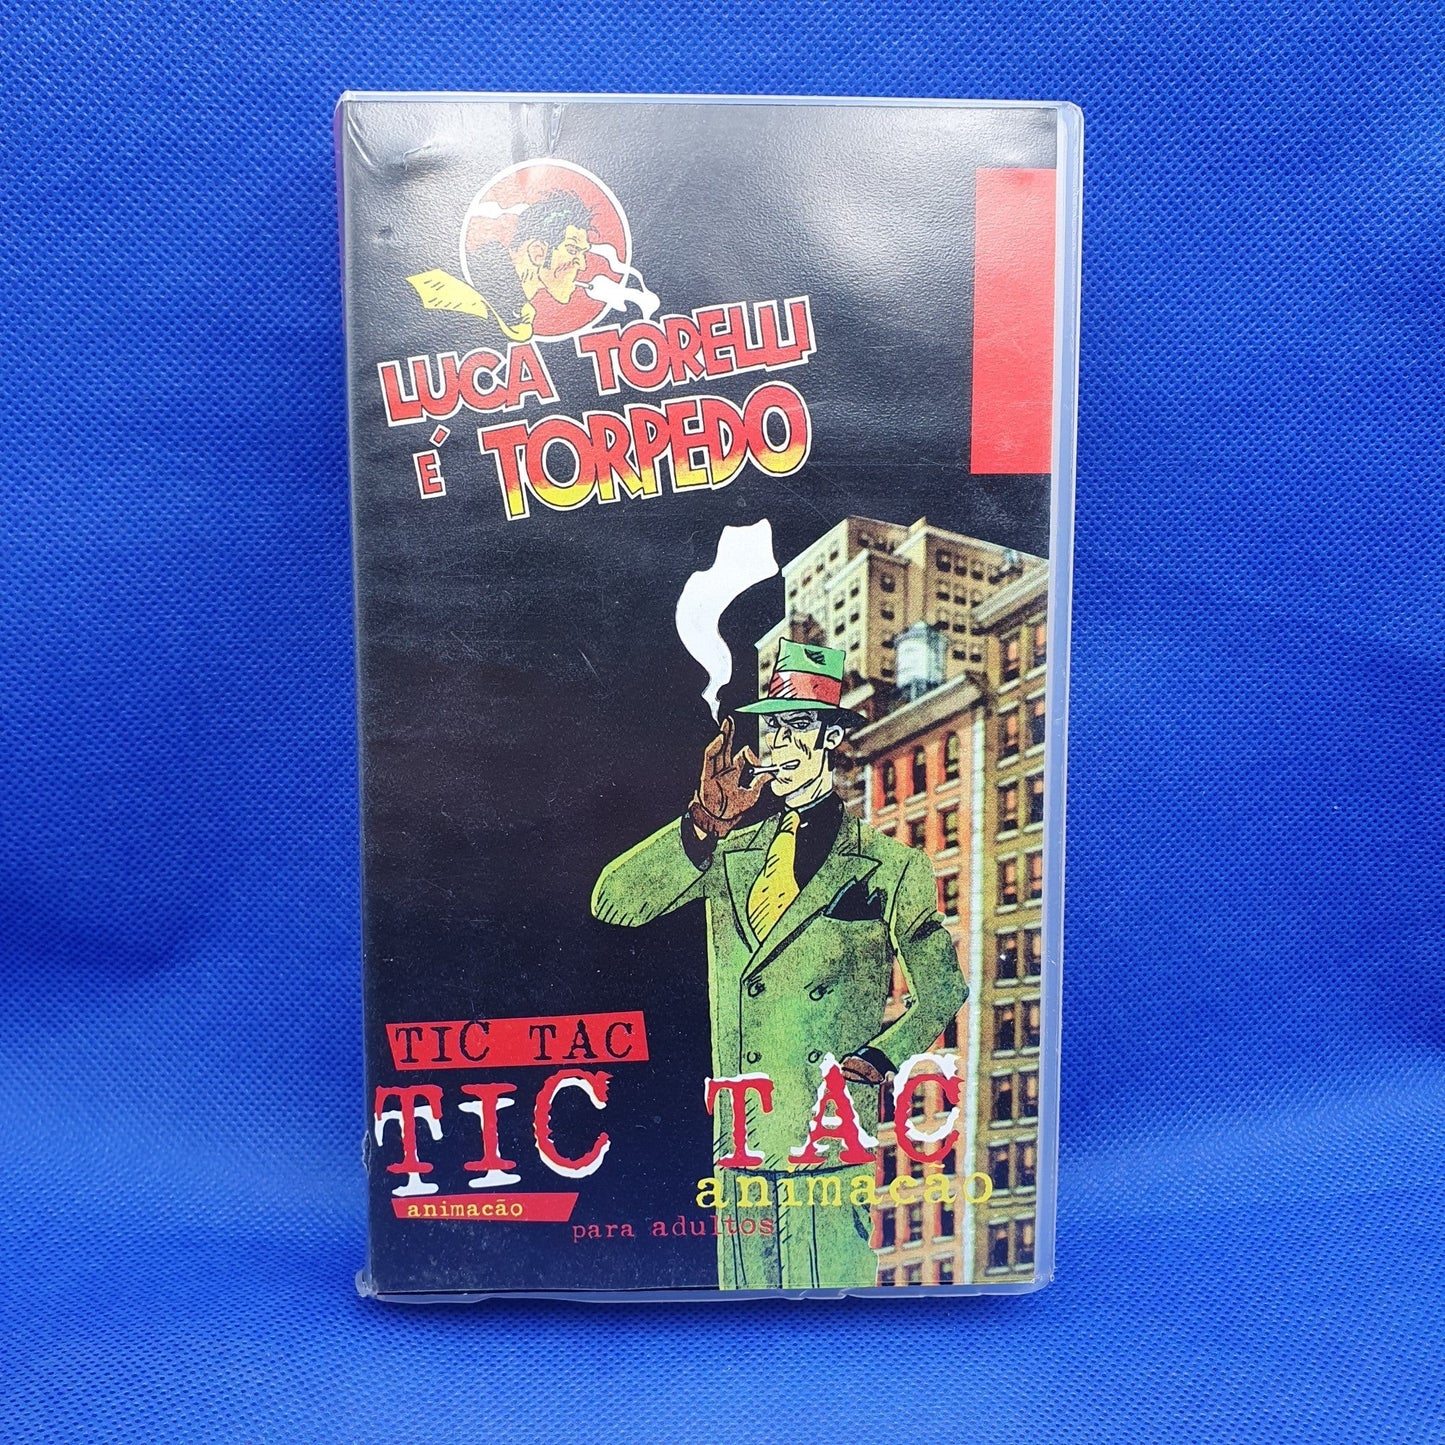 LUCA TORELLI
É TORPEDO
TIC TAC
TIC TAC
animacão
animacão
para adultos